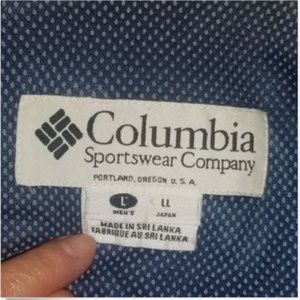 Columbia
Sportswear Company
PORTLAND, OREGON U.S.A.
L LL
MEN'S JAPAN
MADE IN SRI LANKA
FABRIQUE AU SRI LANKA